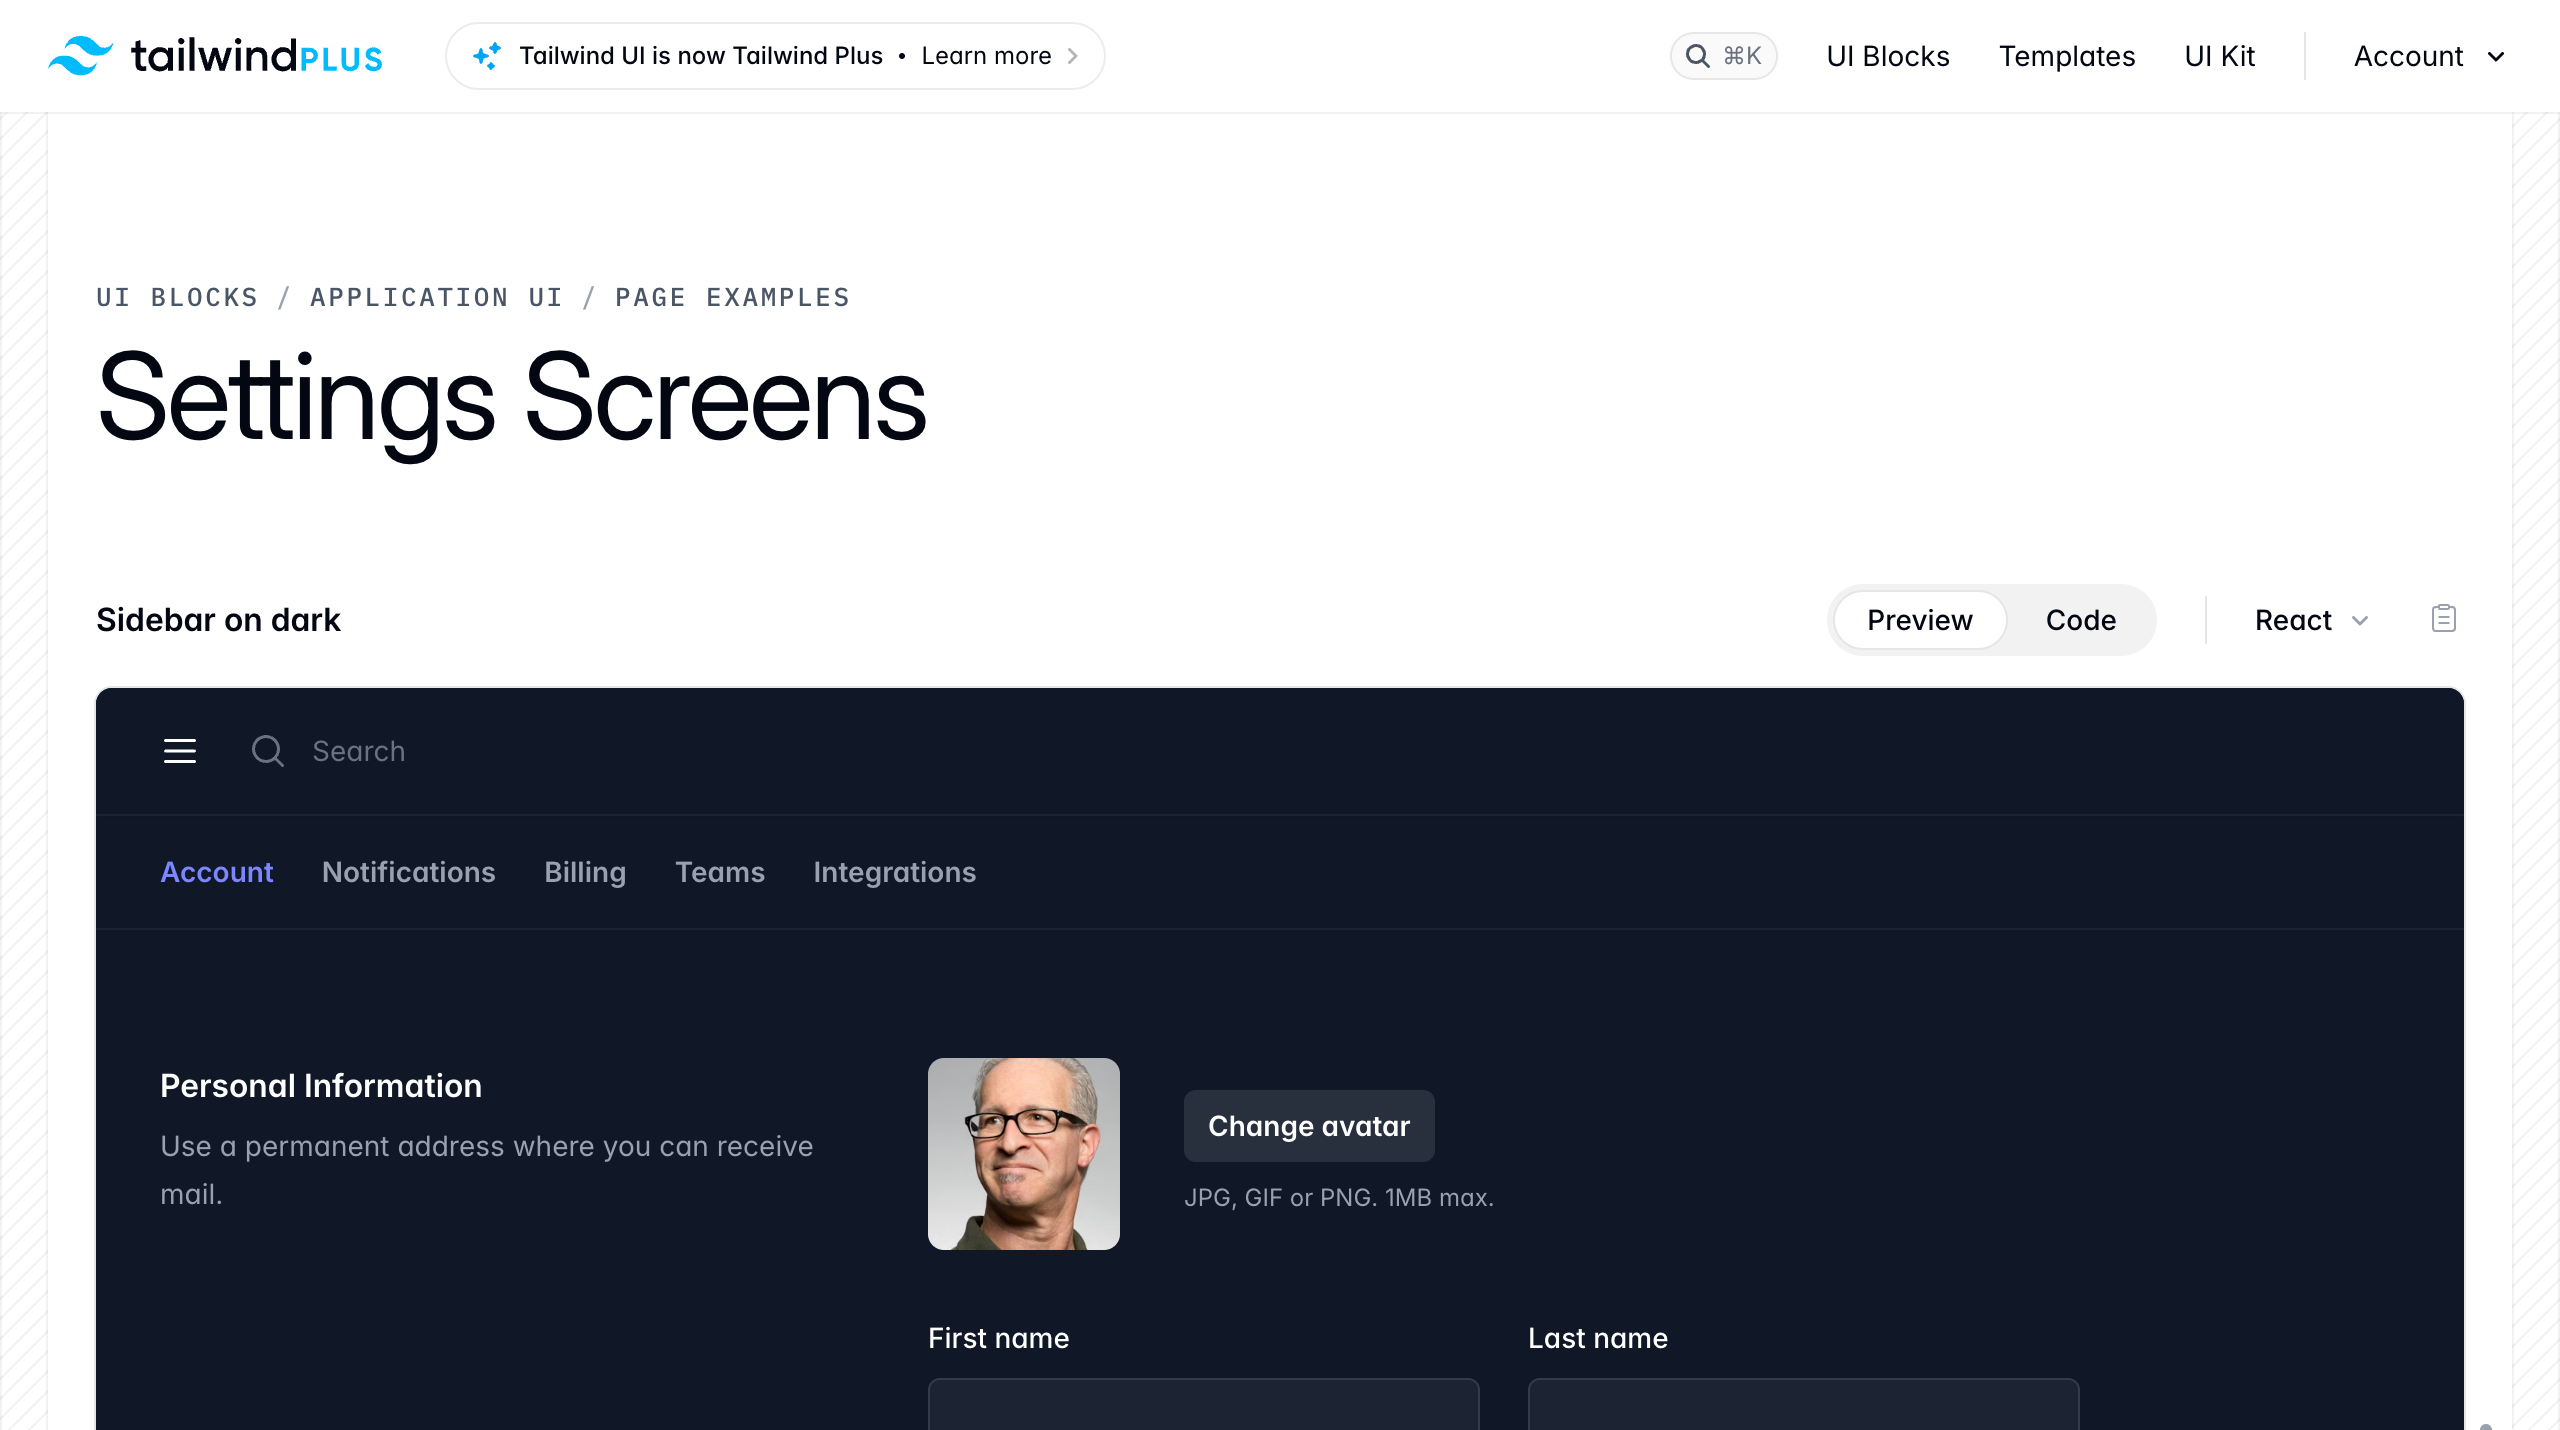 tailwindPLUS
Tailwind UI is now Tailwind Plus • Learn more
⌘K
UI Blocks
Templates
UI Kit
Account
UI BLOCKS / APPLICATION UI / PAGE EXAMPLES
Settings Screens
Sidebar on dark
Preview
Code
React
Search
Account
Notifications
Billing
Teams
Integrations
Personal Information
Use a permanent address where you can receive
mail.
Change avatar
JPG, GIF or PNG. 1MB max.
First name
Last name